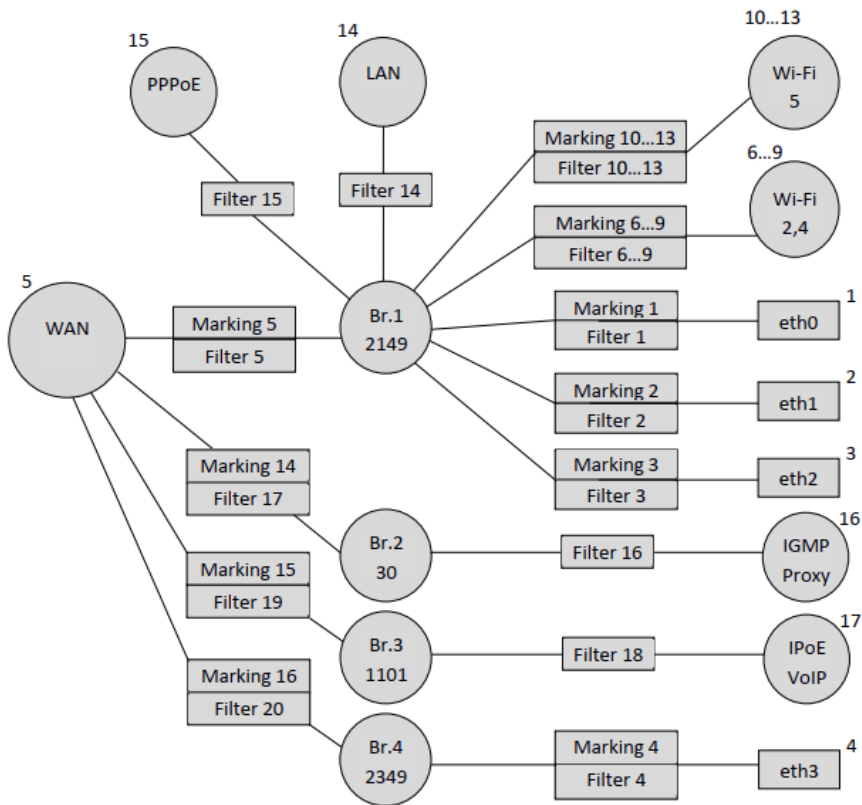 15
PPPoE
14
LAN
10...13
Wi-Fi
5
Marking 10...13
Filter 10...13
6...9
Wi-Fi
2,4
Filter 15
Filter 14
Marking 6...9
Filter 6...9
5
WAN
Marking 5
Filter 5
Br.1
2149
Marking 1
Filter 1
1
eth0
Marking 2
Filter 2
2
eth1
Marking 3
Filter 3
3
eth2
Marking 14
Filter 17
Br.2
30
Filter 16
16
IGMP
Proxy
Marking 15
Filter 19
Br.3
1101
Filter 18
17
IPoE
VoIP
Marking 16
Filter 20
Br.4
2349
Marking 4
Filter 4
4
eth3